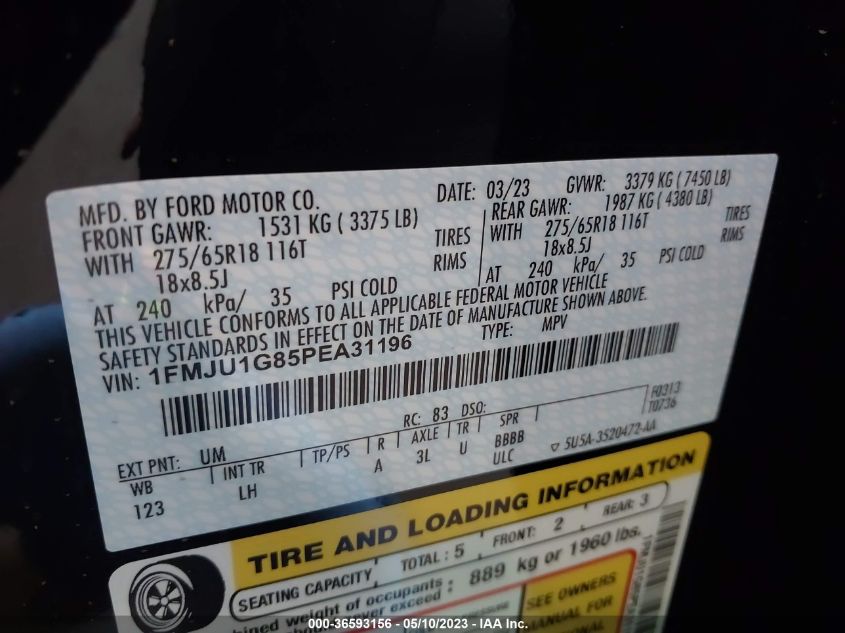 MFD. BY FORD MOTOR CO.
DATE: 03/23 GVWR: 3379 KG (7450 LB)
FRONT GAWR: 1531 KG (3375 LB)
REAR GAWR: 1987 KG (4380 LB)
WITH 275/65R18 116T TIRES
WITH 275/65R18 116T TIRES
18x8.5J RIMS
18x8.5J RIMS
AT 240 kPa/ 35 PSI COLD
AT 240 kPa/ 35 PSI COLD
THIS VEHICLE CONFORMS TO ALL APPLICABLE FEDERAL MOTOR VEHICLE
SAFETY STANDARDS IN EFFECT ON THE DATE OF MANUFACTURE SHOWN ABOVE.
VIN: 1FMJU1G85PEA31196 TYPE: MPV
F0313
T0736
RC: 83 DSO:
EXT PNT: UM
WB INT TR TP/PS R AXLE TR SPR
123 LH A 3L U BBBB
ULC
5U5A-3520472-AA
TIRE AND LOADING INFORMATION
SEATING CAPACITY TOTAL: 5 FRONT: 2 REAR: 3
weight of occupants
exceed: 889 kg or 1960 lbs.
SEE OWNERS
MANUAL FOR
000-36593156 - 05/10/2023 - IAA Inc.